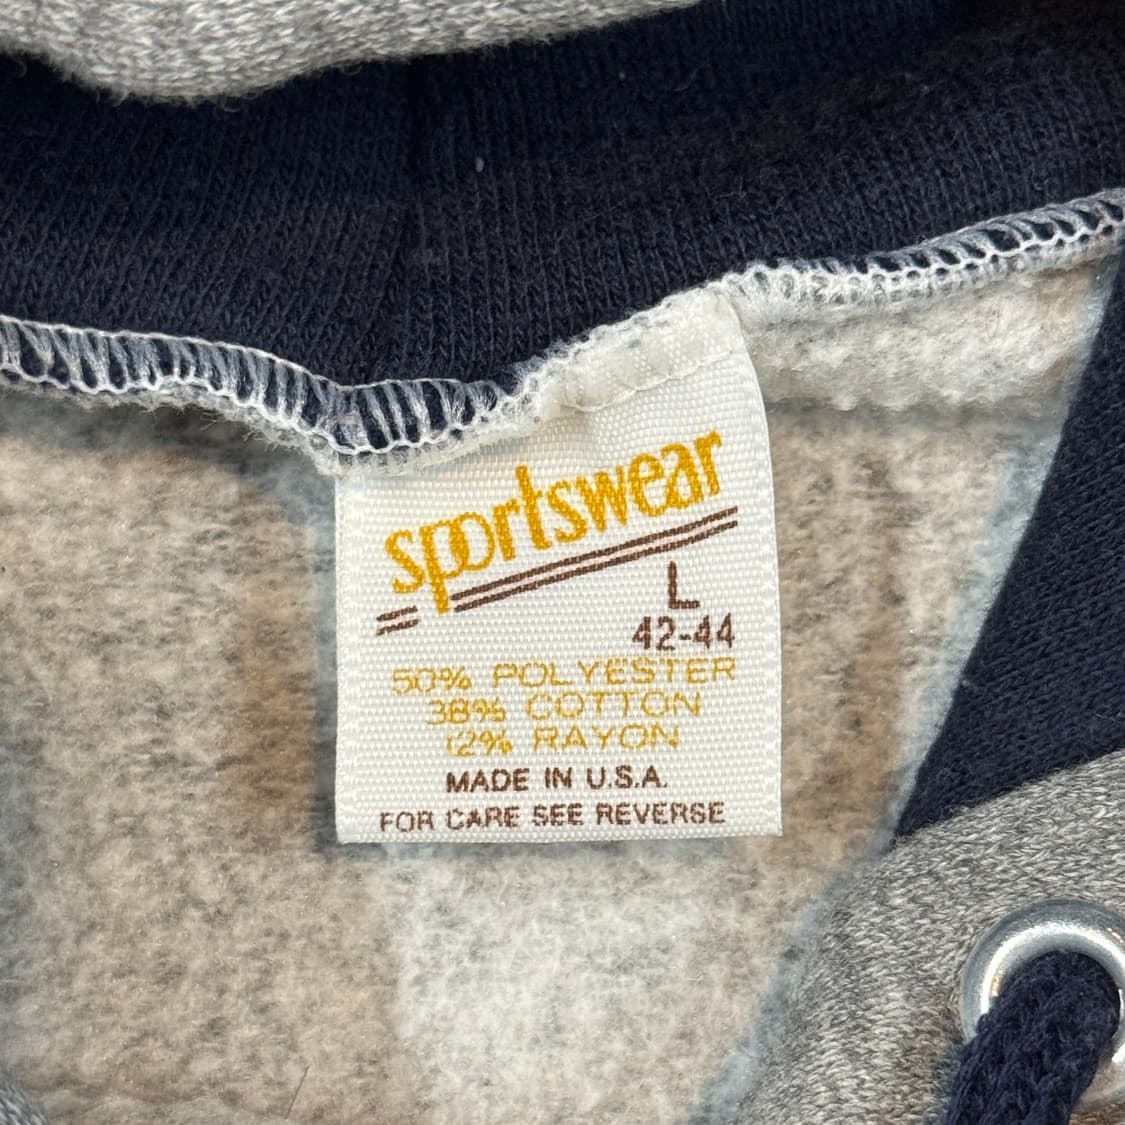 sportswear
L
42-44
50% POLYESTER
38% COTTON
12% RAYON
MADE IN U.S.A.
FOR CARE SEE REVERSE